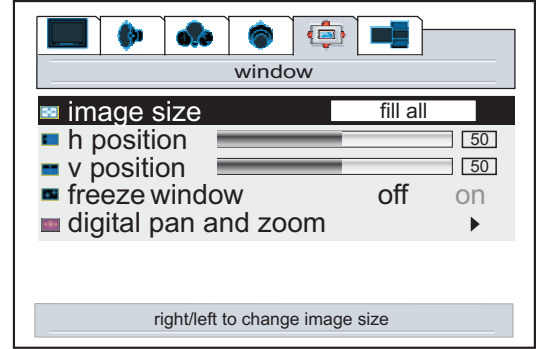 window
image size fill all
h position 50
v position 50
freeze window off on
digital pan and zoom
right/left to change image size